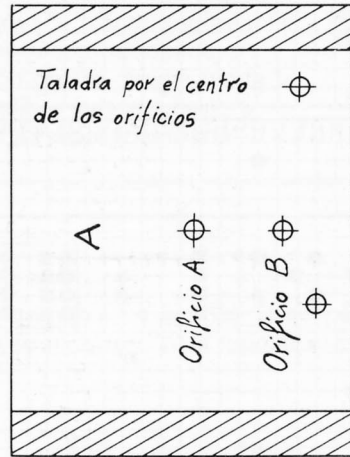 Taladra por el centro
de los orificios
A
Orificio A
Orificio B